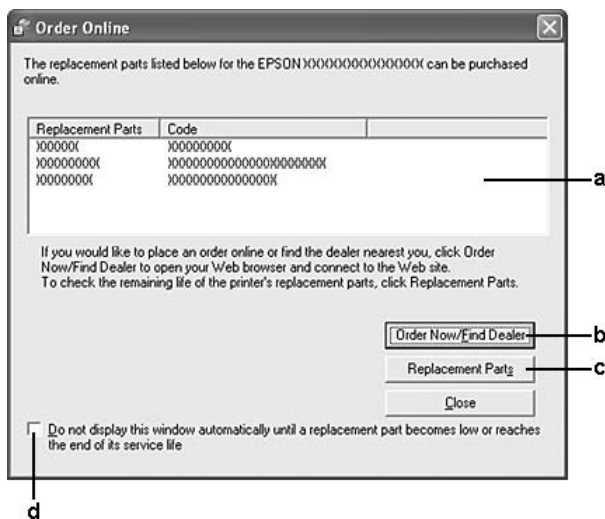 Order Online
The replacement parts listed below for the EPSON XXXXXXXXXXXXXXXX can be purchased
online.
Replacement Parts Code
XXXXXX XXXXXXXXX
XXXXXXXXXX XXXXXXXXXXXXXXXXXXXXXXXX
XXXXXXXX XXXXXXXXXXXXXXXX
a
If you would like to place an order online or find the dealer nearest you, click Order
Now/Find Dealer to open your Web browser and connect to the Web site.
To check the remaining life of the printer's replacement parts, click Replacement Parts.
Order Now/Find Dealer b
Replacement Parts c
Close
Do not display this window automatically until a replacement part becomes low or reaches
the end of its service life
d